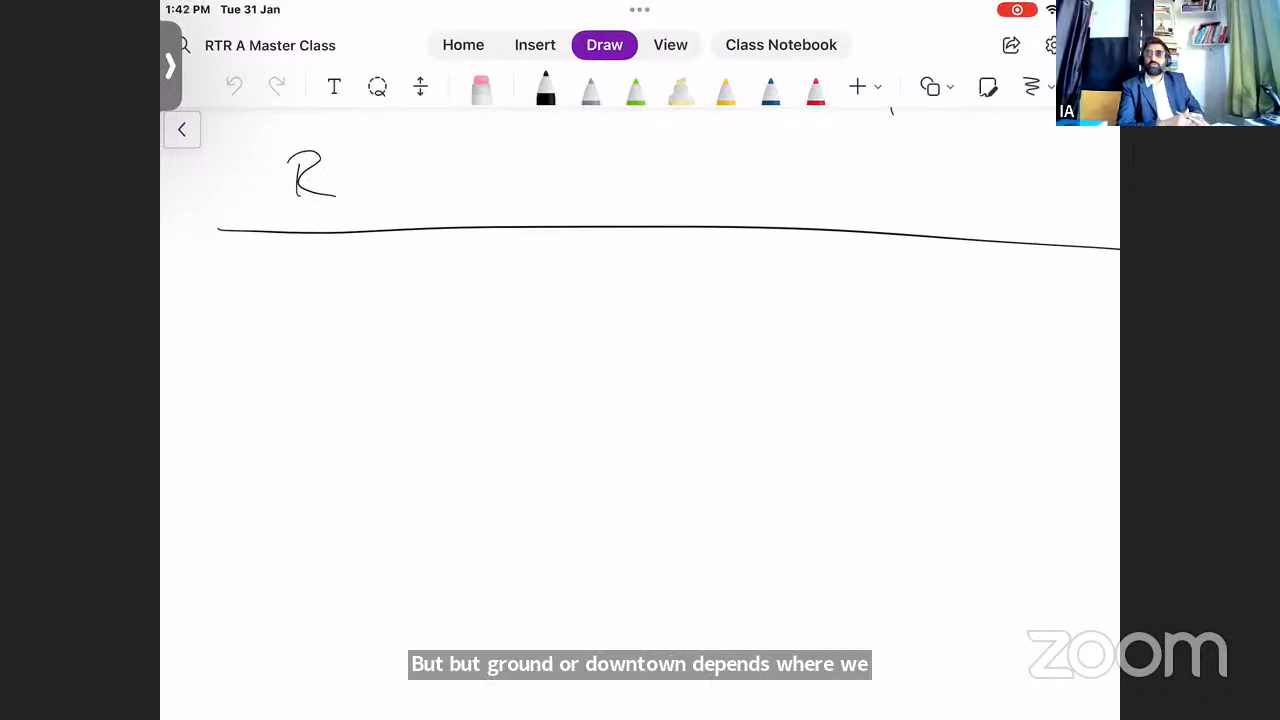 1:42 PM Tue 31 Jan
RTR A Master Class
Home Insert Draw View Class Notebook
T
IA
R
But but ground or downtown depends where we
zoom